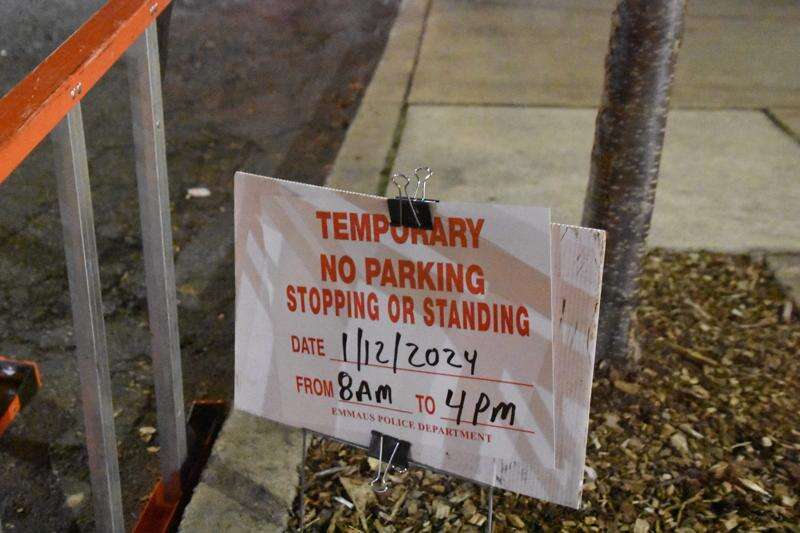 TEMPORARY
NO PARKING
STOPPING OR STANDING
DATE 1/12/2024
FROM 8AM TO 4PM
EMMAUS POLICE DEPARTMENT